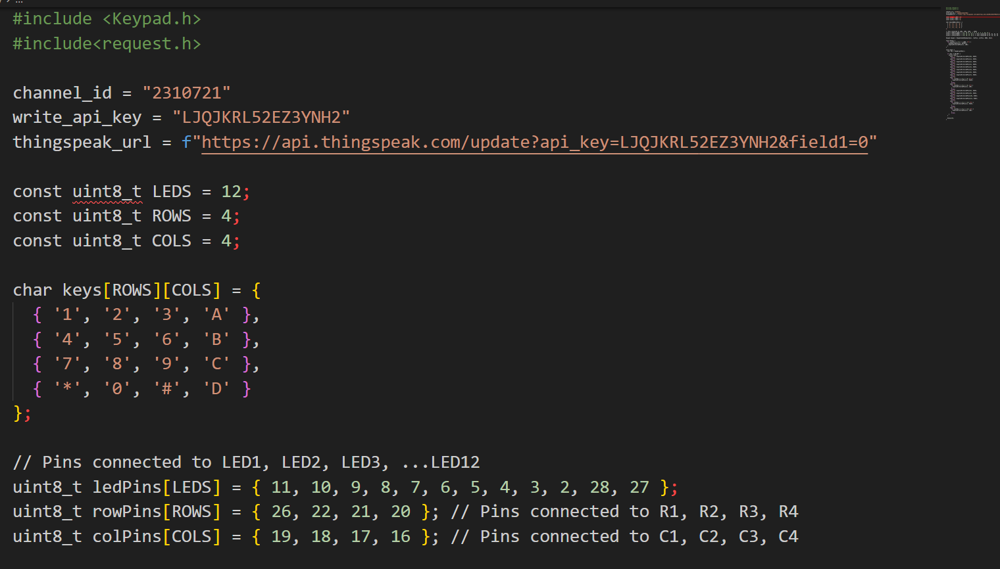 #include <Keypad.h>
#include<request.h>
channel_id = "2310721"
write_api_key = "LJQJKRL52EZ3YNH2"
thingspeak_url = f"https://api.thingspeak.com/update?api_key=LJQJKRL52EZ3YNH2&field1=0"
const uint8_t LEDS = 12;
const uint8_t ROWS = 4;
const uint8_t COLS = 4;
char keys[ROWS][COLS] = {
{ '1', '2', '3', 'A' },
{ '4', '5', '6', 'B' },
{ '7', '8', '9', 'C' },
{ '*', '0', '#', 'D' }
};
// Pins connected to LED1, LED2, LED3, ...LED12
uint8_t ledPins[LEDS] = { 11, 10, 9, 8, 7, 6, 5, 4, 3, 2, 28, 27 };
uint8_t rowPins[ROWS] = { 26, 22, 21, 20 }; // Pins connected to R1, R2, R3, R4
uint8_t colPins[COLS] = { 19, 18, 17, 16 }; // Pins connected to C1, C2, C3, C4